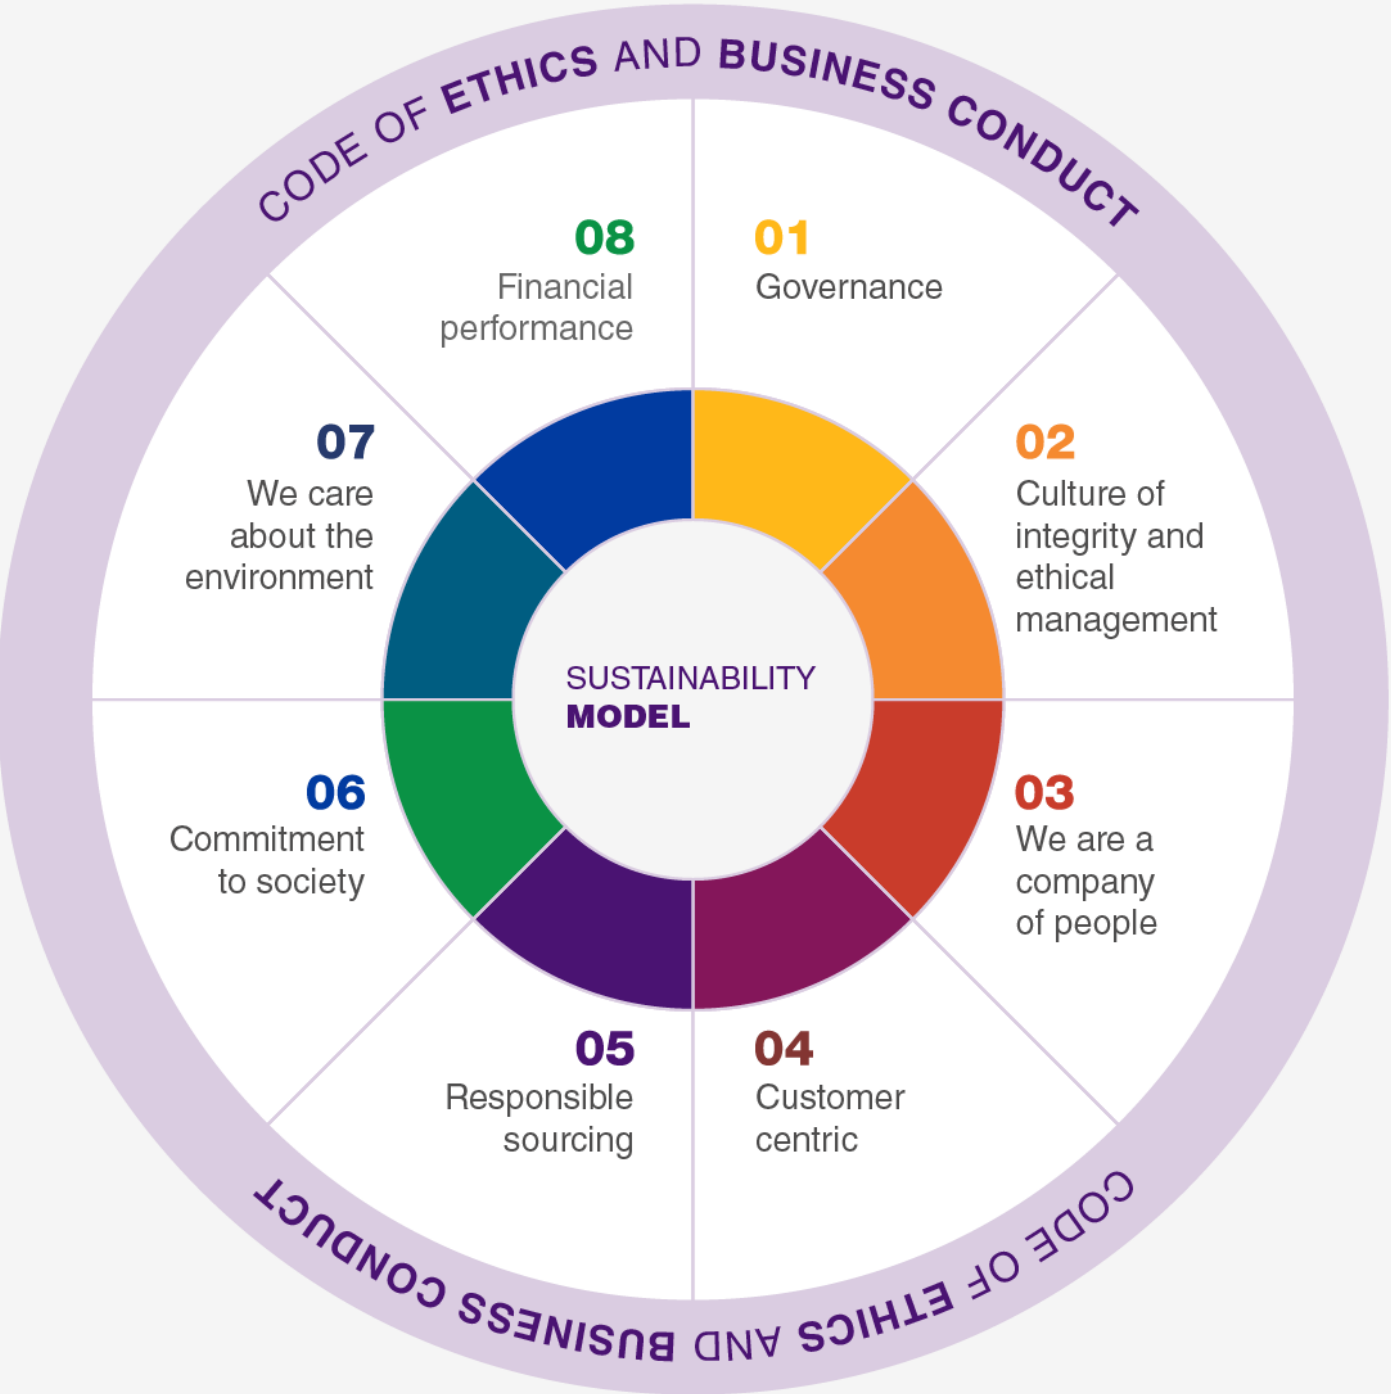 CODE OF ETHICS AND BUSINESS CONDUCT
08
Financial
performance
01
Governance
07
We care
about the
environment
02
Culture of
integrity and
ethical
management
SUSTAINABILITY
MODEL
06
Commitment
to society
03
We are a
company
of people
05
Responsible
sourcing
04
Customer
centric
CODE OF ETHICS AND BUSINESS CONDUCT